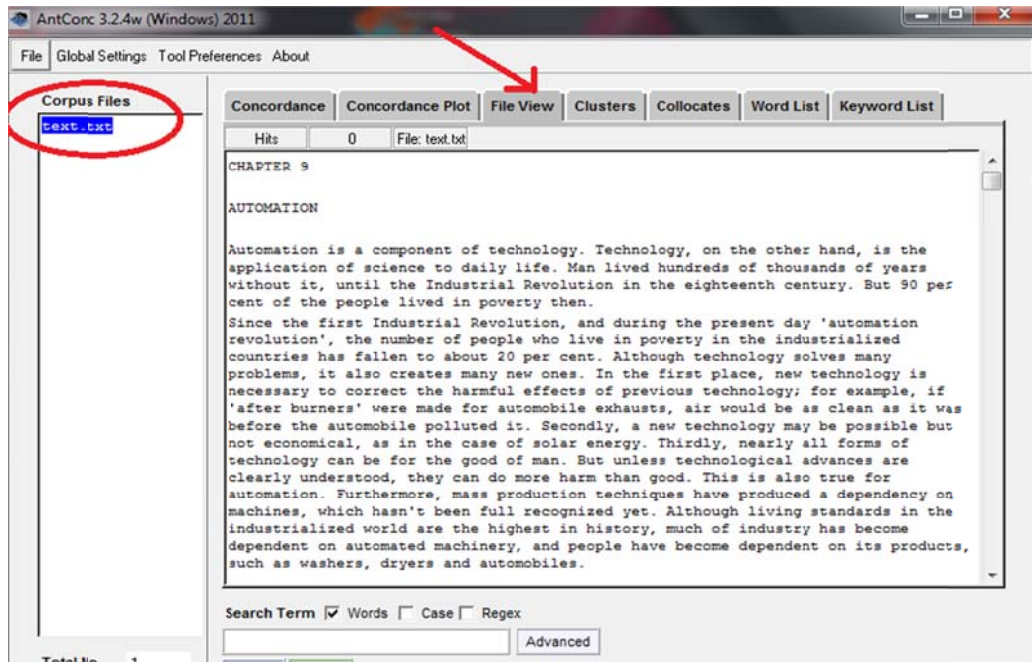 AntConc 3.2.4w (Windows) 2011
File Global Settings Tool Preferences About
Corpus Files
text.txt
Concordance Concordance Plot File View Clusters Collocates Word List Keyword List
Hits 0 File: text.txt
CHAPTER 9
AUTOMATION
Automation is a component of technology. Technology, on the other hand, is the
application of science to daily life. Man lived hundreds of thousands of years
without it, until the Industrial Revolution in the eighteenth century. But 90 per
cent of the people lived in poverty then.
Since the first Industrial Revolution, and during the present day 'automation
revolution', the number of people who live in poverty in the industrialized
countries has fallen to about 20 per cent. Although technology solves many
problems, it also creates many new ones. In the first place, new technology is
necessary to correct the harmful effects of previous technology; for example, if
'after burners' were made for automobile exhausts, air would be as clean as it was
before the automobile polluted it. Secondly, a new technology may be possible but
not economical, as in the case of solar energy. Thirdly, nearly all forms of
technology can be for the good of man. But unless technological advances are
clearly understood, they can do more harm than good. This is also true for
automation. Furthermore, mass production techniques have produced a dependency on
machines, which hasn't been full recognized yet. Although living standards in the
industrialized world are the highest in history, much of industry has become
dependent on automated machinery, and people have become dependent on its products,
such as washers, dryers and automobiles.
Search Term Words Case Regex
Advanced
Total No. 1